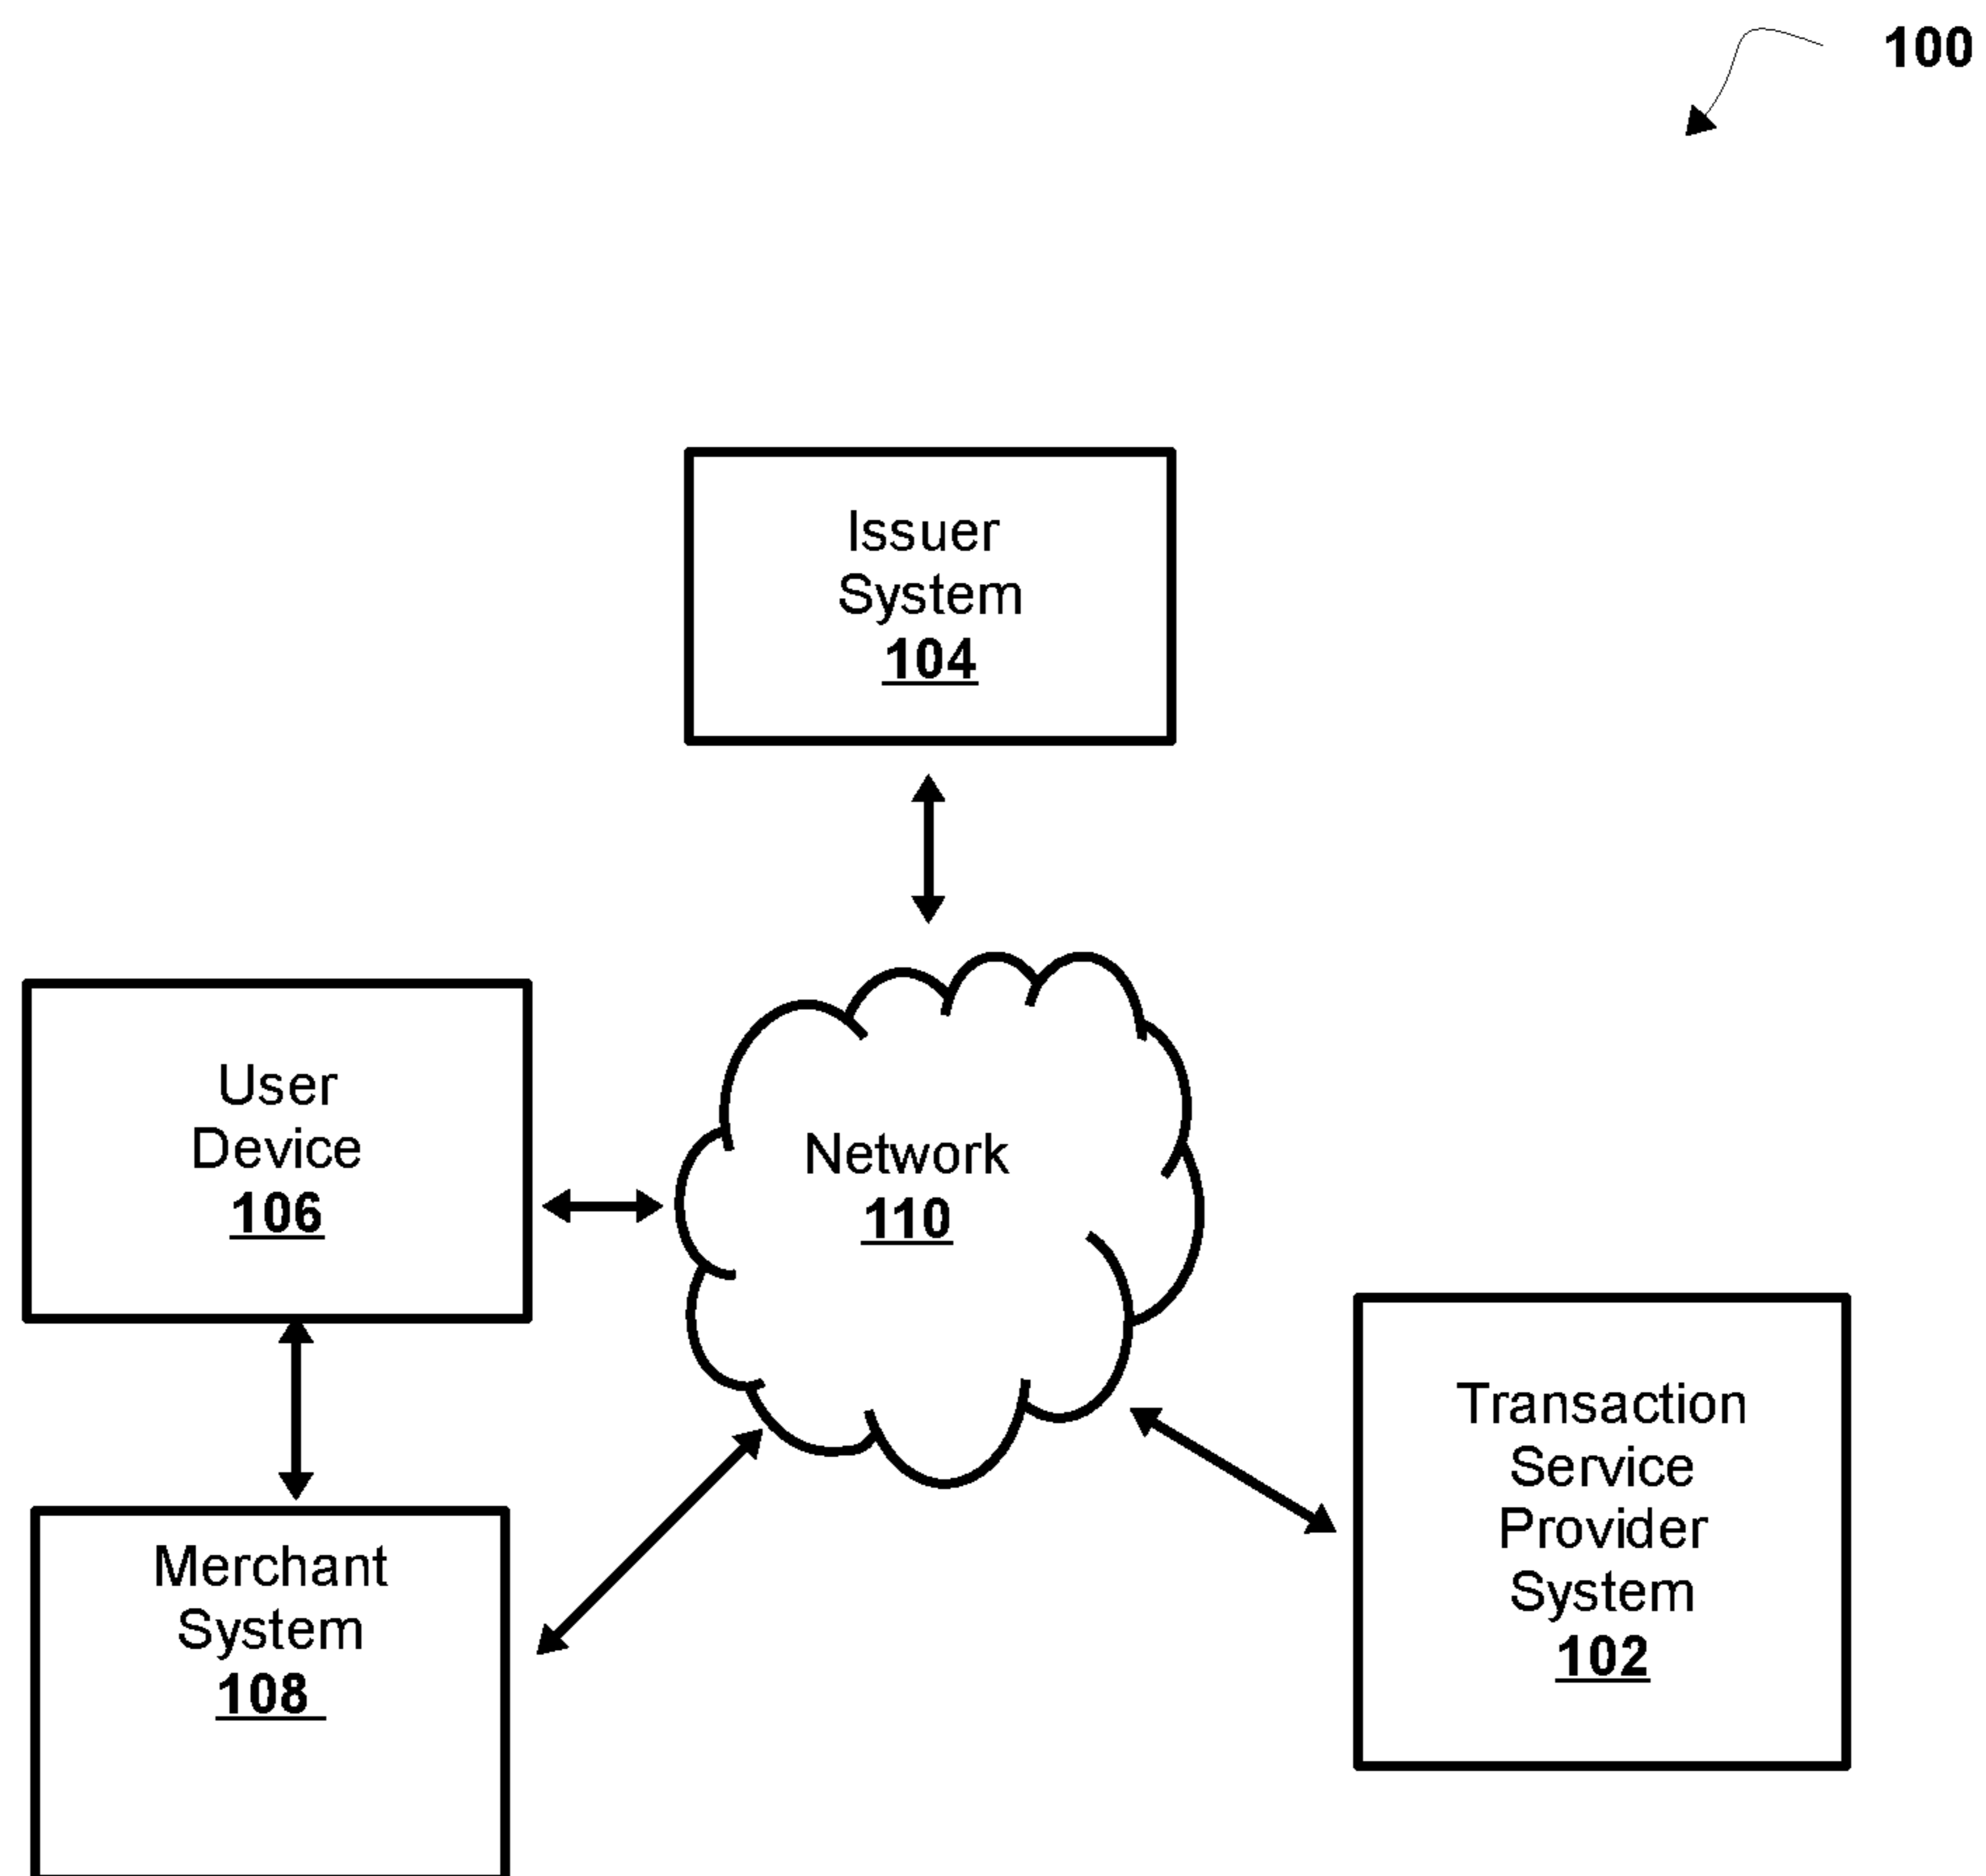 100
Issuer
System
104
User
Device
106
Network
110
Transaction
Service
Provider
System
102
Merchant
System
108